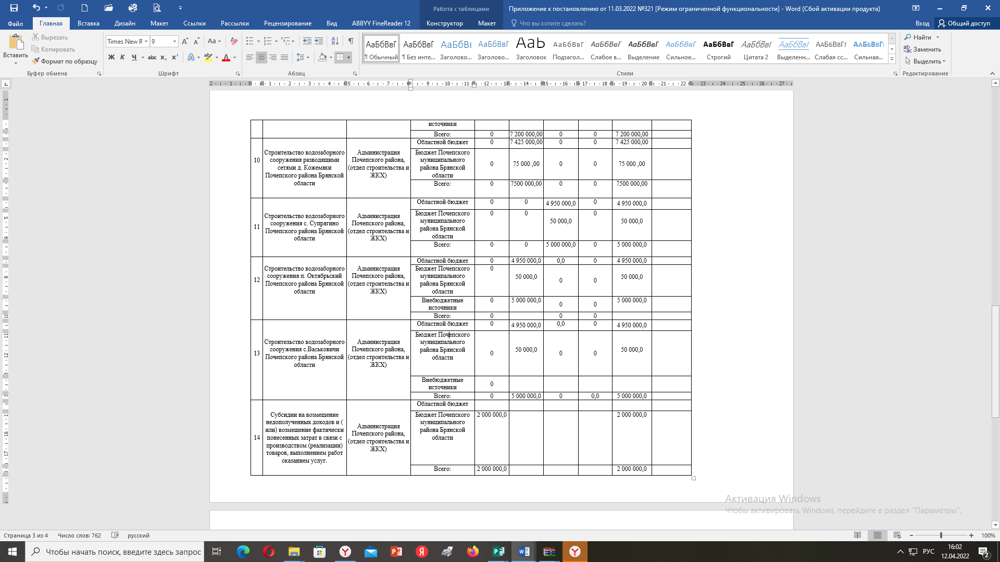 Работа с таблицами
Приложение к постановлению от 11.03.2022 №321 [Режим ограниченной функциональности] - Word (Сбой активации продукта)
Файл Главная Вставка Дизайн Макет Ссылки Рассылки Рецензирование Вид ABBYY FineReader 12 Конструктор Макет Что вы хотите сделать? Вход Общий доступ
Вставить
Вырезать
Копировать
Формат по образцу
Буфер обмена
Times New R 9
Ж К Ч abc x₂ x²
Шрифт
Абзац
АаБбВвГ АаБбВвГ АаБбВв АаБбВвГ Aab АаБбВвГ АаБбВвГ АаБбВвГ АаБбВвГ АаБбВвГ АаБбВвГ АаБбВвГ АаБбВвГг АаБбВвГг
¶ Обычный ¶ Без инте... Заголово... Заголово... Заголовок Подзагол... Слабое в... Выделение Сильное... Строгий Цитата 2 Выделенн... Слабая сс... Сильная...
Стили
Найти
Заменить
Выделить
Редактирование
2 1 1 2 3 4 5 6 7 8 9 10 11 12 13 14 15 16 17 18 19 20 21 22 23 24 25 26 27
источники
Всего: 0 7 200 000,00 0 0 7 200 000,00
10
Строительство водозаборного
сооружения разводящими
сетями д. Кожемяки
Почепского района Брянской
области
Администрация
Почепского района,
(отдел строительства и
ЖКХ)
Областной бюджет 0 7 425 000,00 0 0 7 425 000,00
Бюджет Почепского
муниципального
района Брянской
области
0 75 000 ,00 0 0 75 000 ,00
Всего: 0 7500 000,00 0 0 7500 000,00
11
Строительство водозаборного
сооружения с. Супрягино
Почепского района Брянской
области
Администрация
Почепского района,
(отдел строительства и
ЖКХ)
Областной бюджет 0 0 4 950 000,0 0 4 950 000,0
Бюджет Почепского
муниципального
района Брянской
области
0 0 50 000,0 0 50 000,0
Всего: 0 0 5 000 000,0 0 5 000 000,0
12
Строительство водозаборного
сооружения п. Октябрьский
Почепского района Брянской
области
Администрация
Почепского района,
(отдел строительства и
ЖКХ)
Областной бюджет 0 4 950 000,0 0,0 0 4 950 000,0
Бюджет Почепского
муниципального
района Брянской
области
0 50 000,0 0 0 50 000,0
Внебюджетные
источники
0 5 000 000,0 0 0 5 000 000,0
Всего: 0 0 0
13
Строительство водозаборного
сооружения с.Васьковичи
Почепского района Брянской
области
Администрация
Почепского района,
(отдел строительства и
ЖКХ)
Областной бюджет 0 4 950 000,0 0,0 0 4 950 000,0
Бюджет Почепского
муниципального
района Брянской
области
0 50 000,0 0 0 50 000,0
Внебюджетные
источники
0
Всего: 0 5 000 000,0 0 0,0 5 000 000,0
14
Субсидии на возмещение
недополученных доходов и (
или) возмещение фактически
понесенных затрат в связи с
производством (реализации)
товаров, выполнением работ
оказанием услуг.
Администрация
Почепского района,
(отдел строительства и
ЖКХ)
Областной бюджет
Бюджет Почепского
муниципального
района Брянской
области
2 000 000,0 2 000 000,0
Всего: 2 000 000,0 2 000 000,0
Активация Windows
Чтобы активировать Windows, перейдите в раздел "Параметры".
Страница 3 из 4 Число слов: 762 русский 100%
Чтобы начать поиск, введите здесь запрос
РУС
16:02
12.04.2022
2